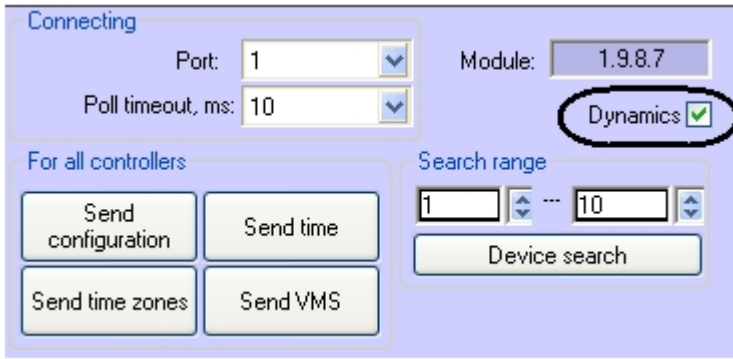 Connecting
Port: 1
Module: 1.9.8.7
Poll timeout, ms: 10
Dynamics
For all controllers
Search range
Send configuration
Send time
1 --- 10
Device search
Send time zones
Send VMS